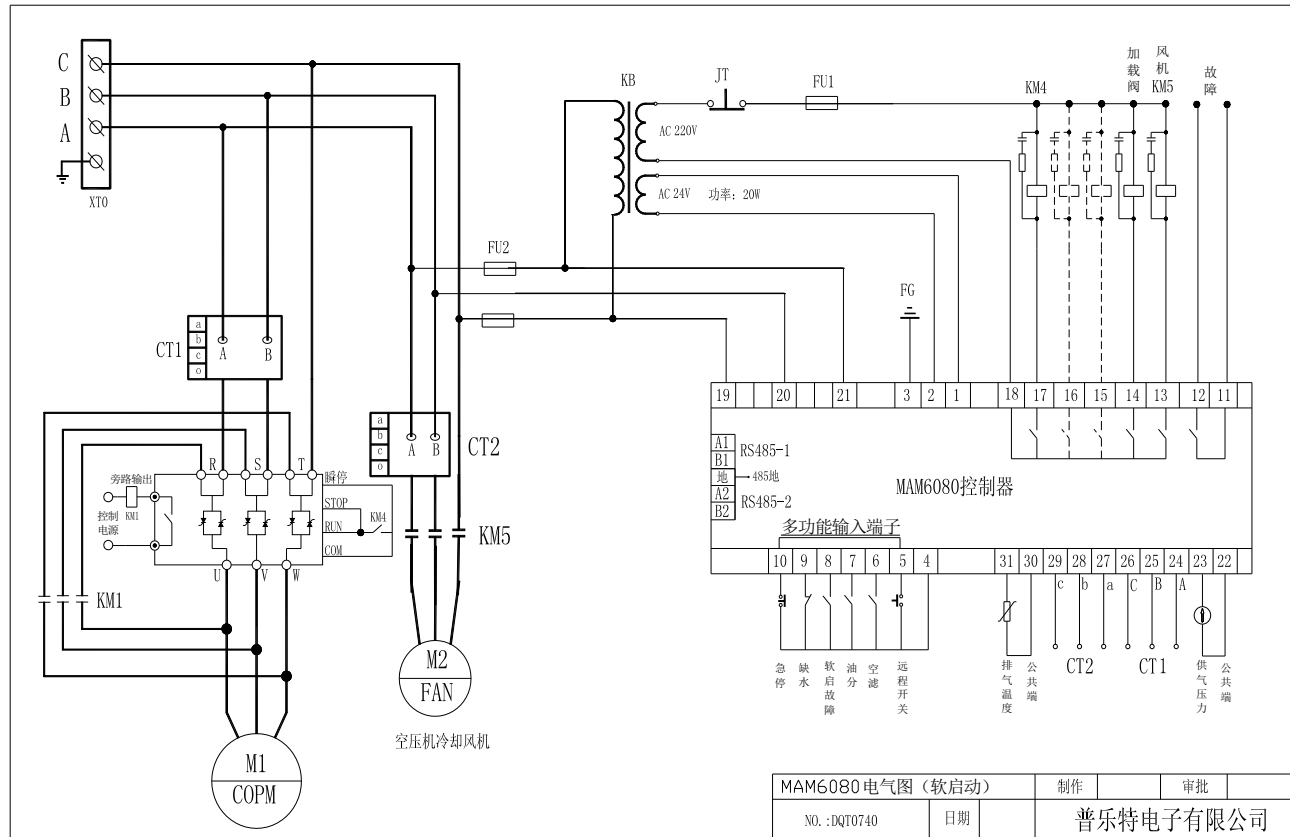 C
B
A
XT0
KB
JT
FU1
AC 220V
AC 24V 功率: 20W
KM4
加载阀
风机
KM5
故障
FU2
FG
CT1
a
b
c
o
A
B
CT2
a
b
c
o
A
B
R
S
T
旁路输出
控制
电源
KM1
瞬停
STOP
RUN
COM
KM4
U
V
W
KM1
KM5
M2
FAN
空压机冷却风机
M1
COPM
19 20 21 3 2 1 18 17 16 15 14 13 12 11
A1
B1
地
A2
B2
RS485-1
485地
RS485-2
MAM6080控制器
多功能输入端子
10 9 8 7 6 5 4 31 30 29 28 27 26 25 24 23 22
c b a C B A
急停
缺水
软启故障
油分
空滤
远程开关
排气温度
公共端
CT2
CT1
供气压力
公共端
MAM6080电气图（软启动）
制作
审批
NO.:DQT0740
日期
普乐特电子有限公司